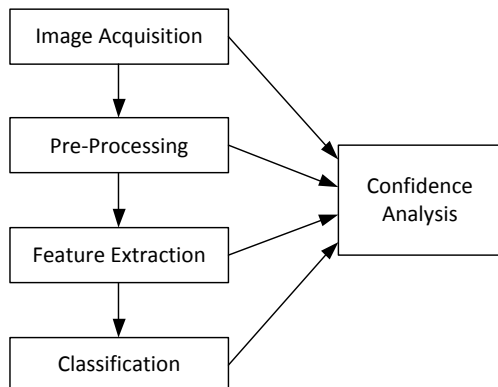 Image Acquisition
Pre-Processing
Confidence
Analysis
Feature Extraction
Classification